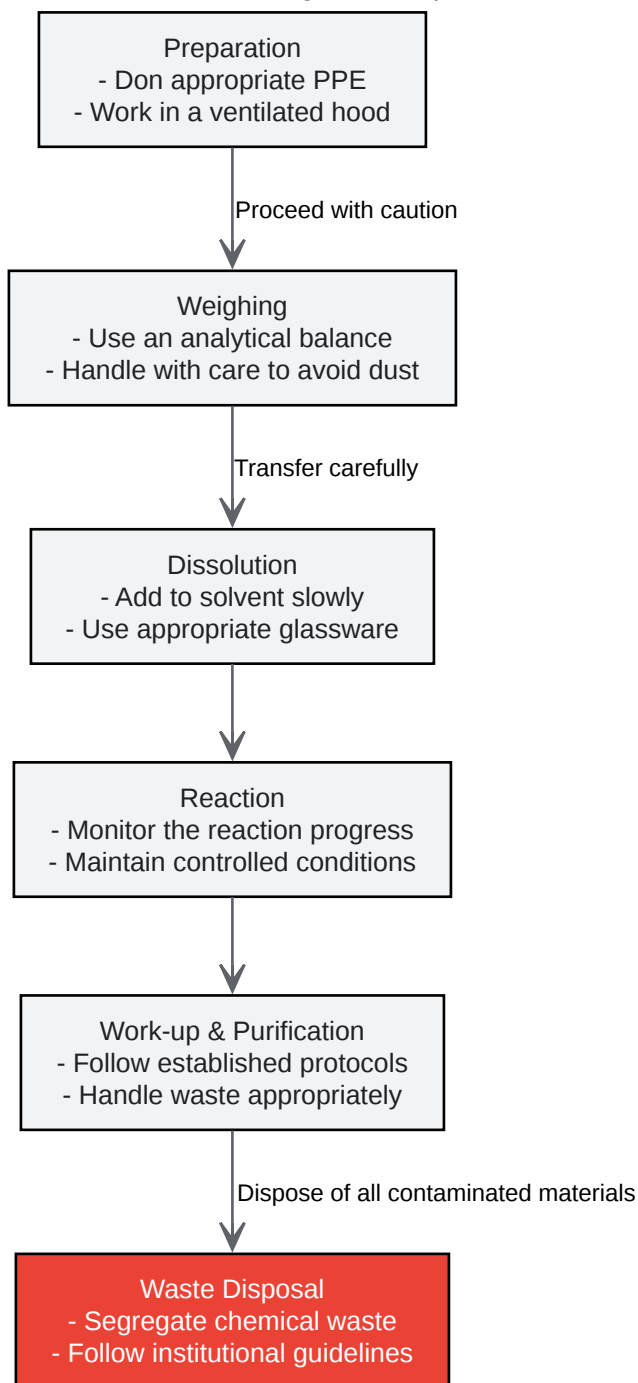 Preparation
- Don appropriate PPE
- Work in a ventilated hood
Proceed with caution
Weighing
- Use an analytical balance
- Handle with care to avoid dust
Transfer carefully
Dissolution
- Add to solvent slowly
- Use appropriate glassware
Reaction
- Monitor the reaction progress
- Maintain controlled conditions
Work-up & Purification
- Follow established protocols
- Handle waste appropriately
Dispose of all contaminated materials
Waste Disposal
- Segregate chemical waste
- Follow institutional guidelines